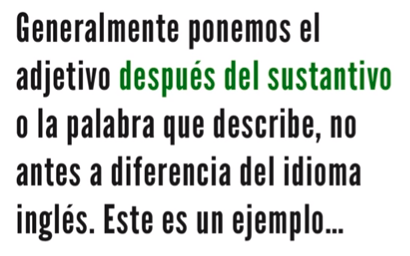 Generalmente ponemos el
adjetivo después del sustantivo
o la palabra que describe, no
antes a diferencia del idioma
inglés. Este es un ejemplo...